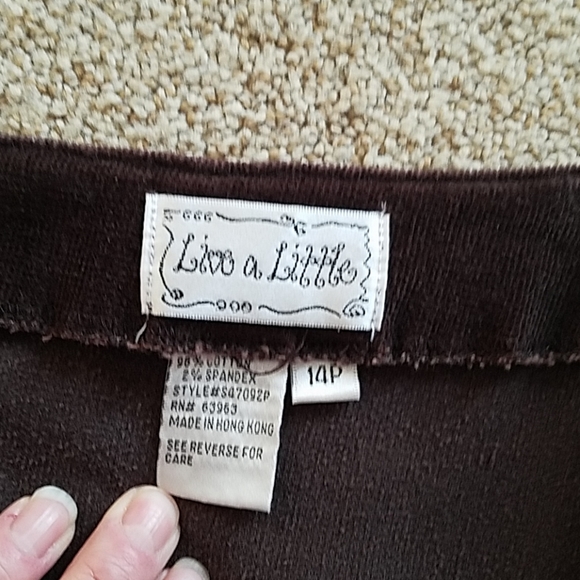 Live a Little
98% COTTON
2% SPANDEX
STYLE#S47092P
RN# 63963
MADE IN HONG KONG
SEE REVERSE FOR
CARE
14P